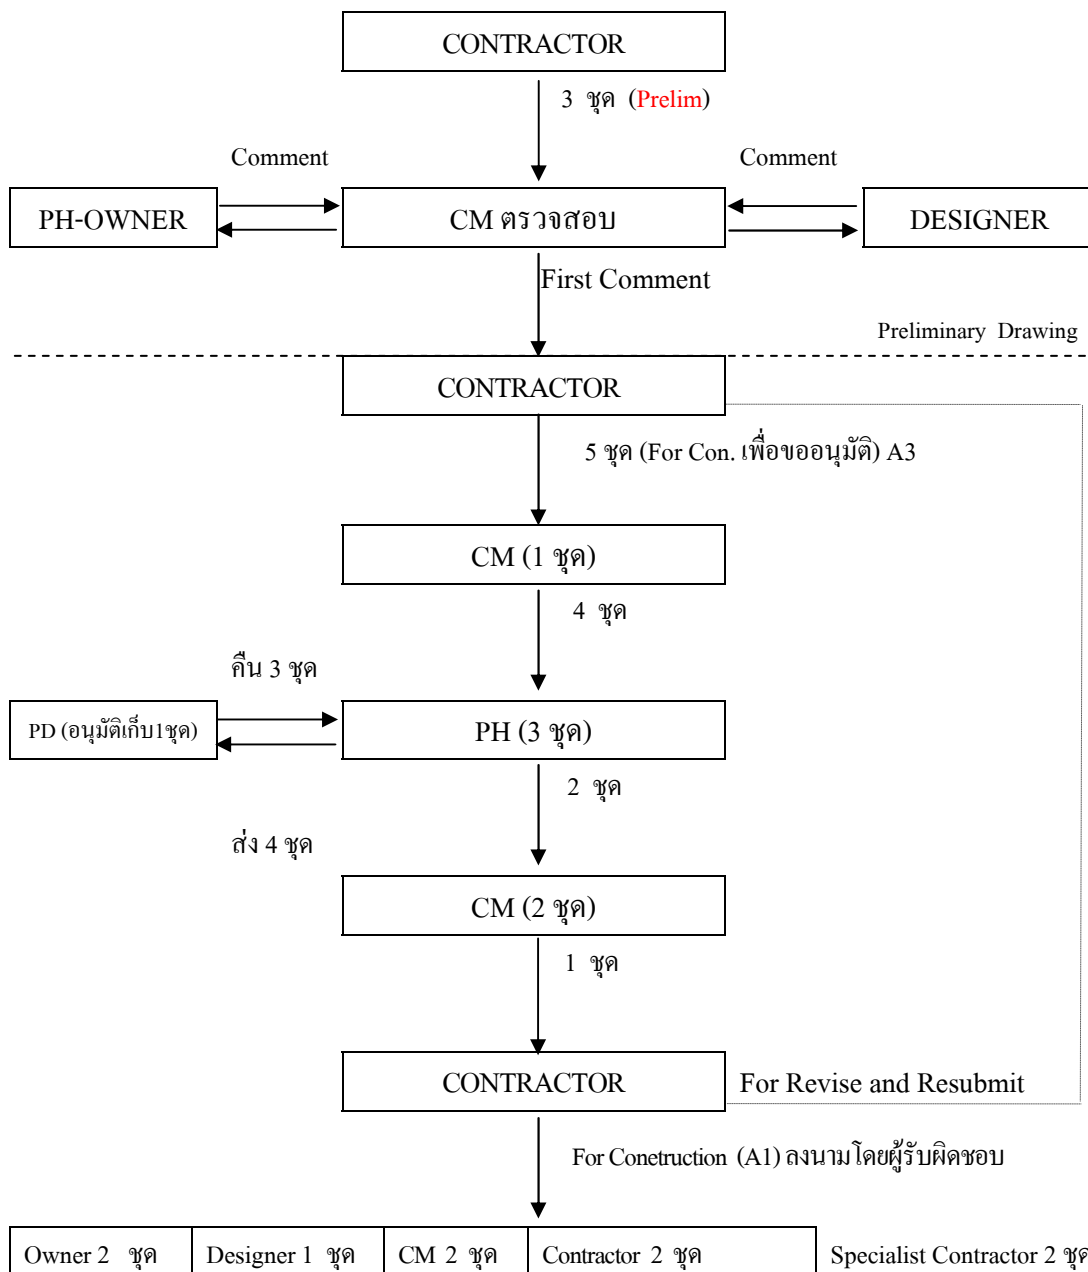 CONTRACTOR
3 ชุด (Prelim)
Comment
Comment
PH-OWNER
CM ตรวจสอบ
DESIGNER
First Comment
Preliminary Drawing
CONTRACTOR
5 ชุด (For Con. เพื่อขออนุมัติ) A3
CM (1 ชุด)
4 ชุด
คืน 3 ชุด
PD (อนุมัติเก็บ1ชุด)
PH (3 ชุด)
2 ชุด
ส่ง 4 ชุด
CM (2 ชุด)
1 ชุด
CONTRACTOR
For Revise and Resubmit
For Conetruction (A1) ลงนามโดยผู้รับผิดชอบ
Owner 2 ชุด
Designer 1 ชุด
CM 2 ชุด
Contractor 2 ชุด
Specialist Contractor 2 ชุด